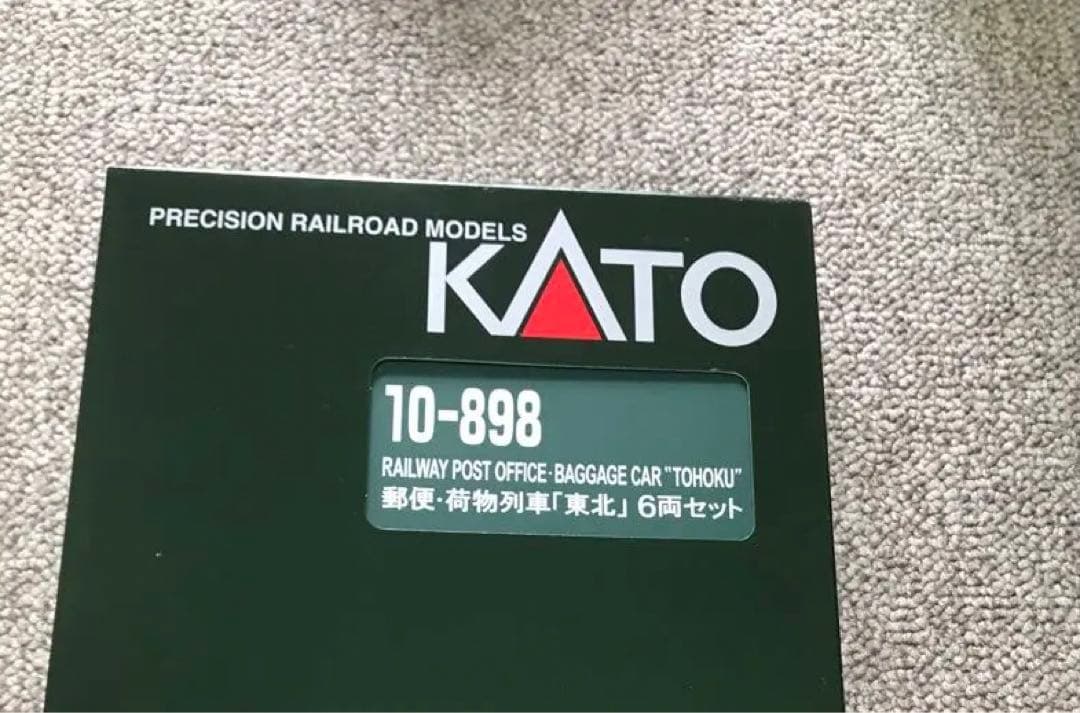 PRECISION RAILROAD MODELS
KATO
10-898
RAILWAY POST OFFICE·BAGGAGE CAR "TOHOKU"
郵便·荷物列車「東北」 6両セット